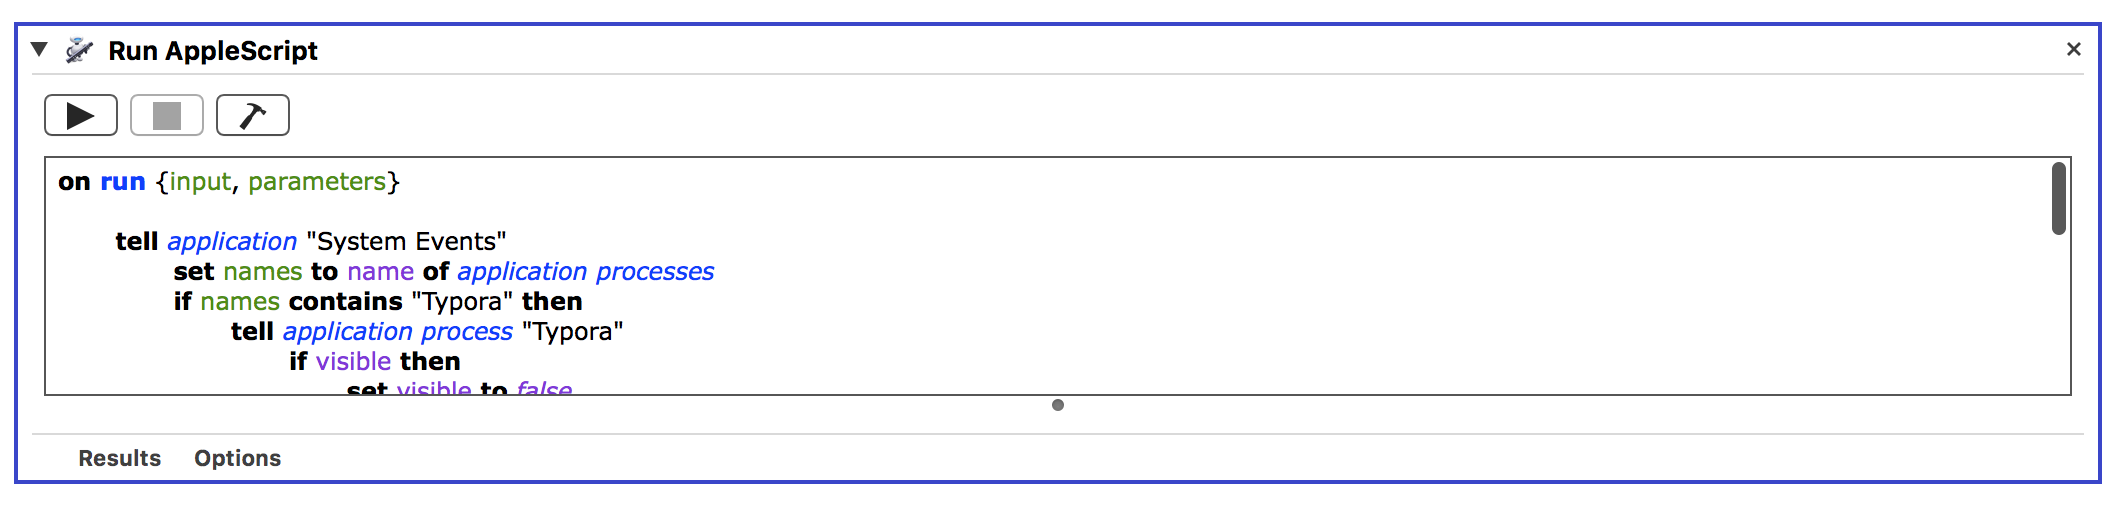 Run AppleScript
on run {input, parameters}
tell application "System Events"
set names to name of application processes
if names contains "Typora" then
tell application process "Typora"
if visible then
set visible to false
Results Options